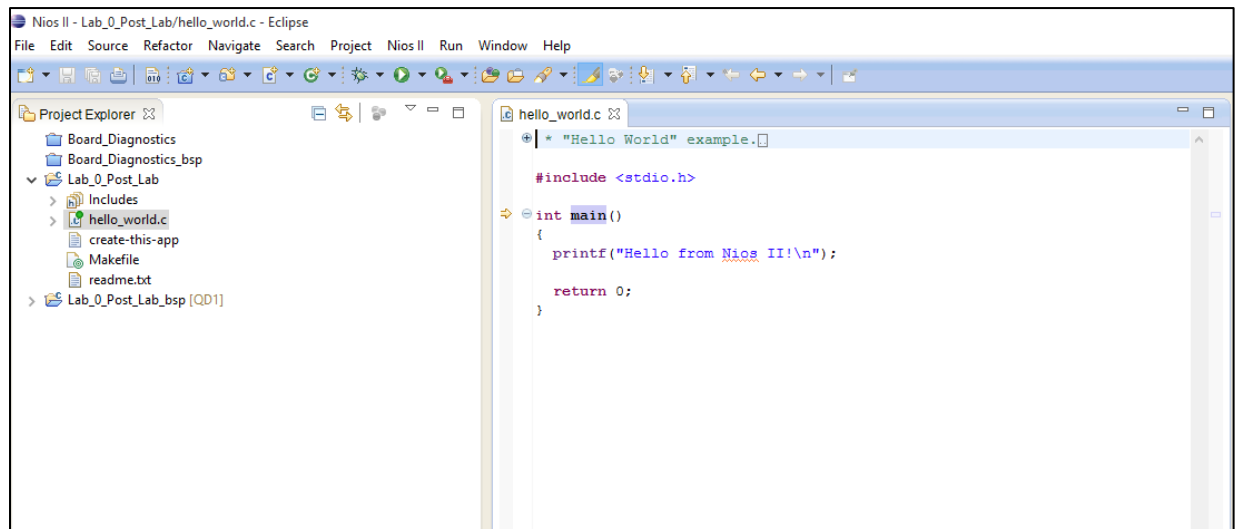 Nios II - Lab_0_Post_Lab/hello_world.c - Eclipse
File Edit Source Refactor Navigate Search Project Nios II Run Window Help
Project Explorer
Board_Diagnostics
Board_Diagnostics_bsp
Lab_0_Post_Lab
Includes
hello_world.c
create-this-app
Makefile
readme.txt
Lab_0_Post_Lab_bsp [QD1]
hello_world.c
* "Hello World" example.
#include <stdio.h>
int main()
{
printf("Hello from Nios II!\n");
return 0;
}